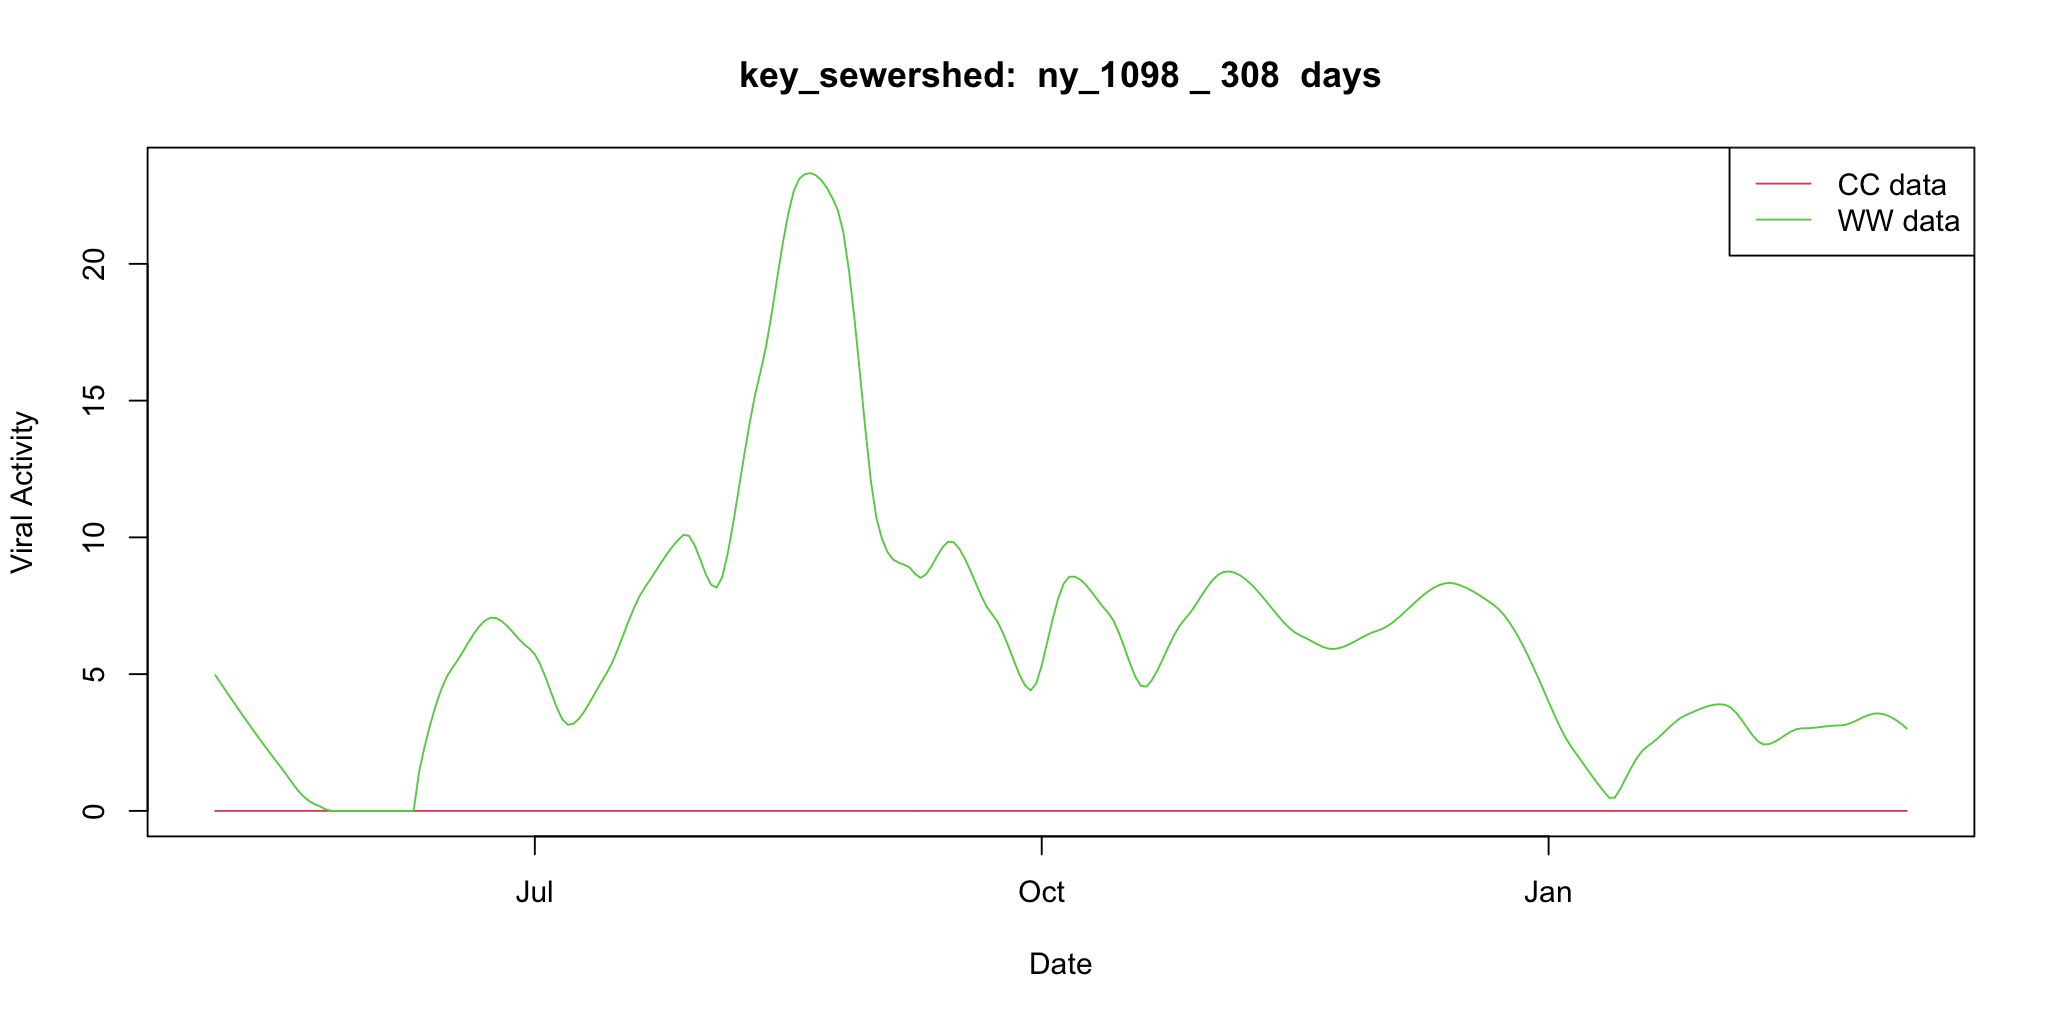 key_sewershed:  ny_1098 _ 308  days
CC data
WW data
Viral Activity
20
15
10
5
0
Jul
Oct
Jan
Date